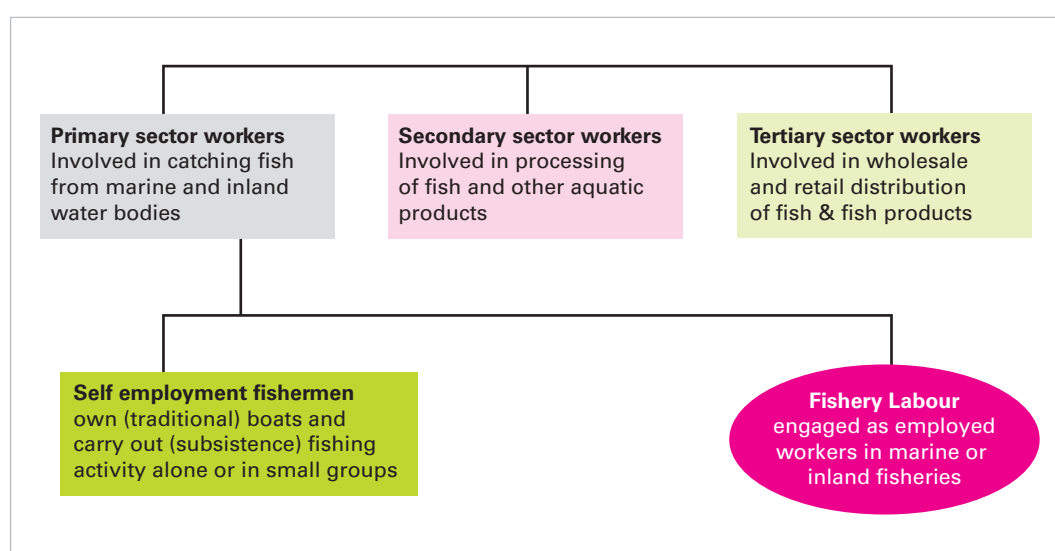 Primary sector workers
Involved in catching fish
from marine and inland
water bodies
Secondary sector workers
Involved in processing
of fish and other aquatic
products
Tertiary sector workers
Involved in wholesale
and retail distribution
of fish & fish products
Self employment fishermen
own (traditional) boats and
carry out (subsistence) fishing
activity alone or in small groups
Fishery Labour
engaged as employed
workers in marine or
inland fisheries